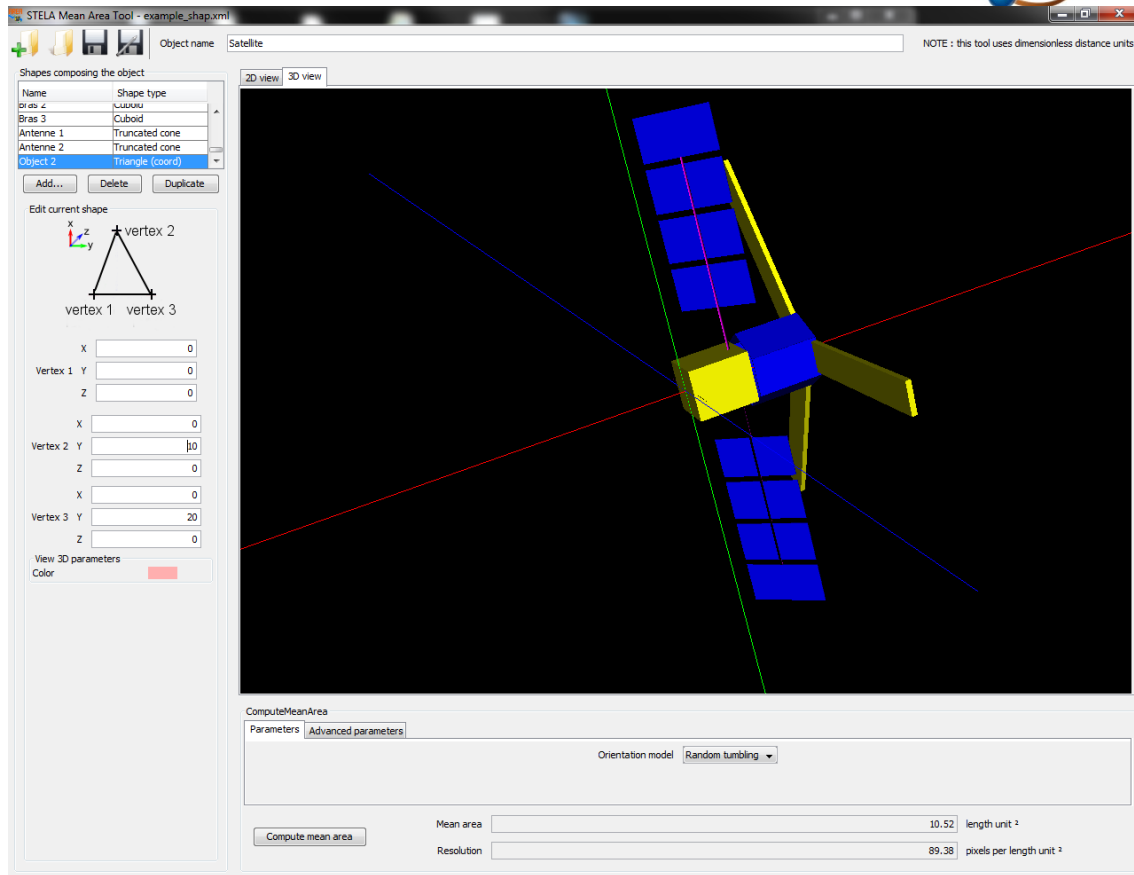 STELA Mean Area Tool - example_shap.xml
Object name Satellite NOTE : this tool uses dimensionless distance units
Shapes composing the object
Name Shape type
Bras 2 Cuboid
Bras 3 Cuboid
Antenne 1 Truncated cone
Antenne 2 Truncated cone
Object 2 Triangle (coord)
Add... Delete Duplicate
2D view 3D view
Edit current shape
x
z
y
vertex 2
vertex 1 vertex 3
X 0
Vertex 1 Y 0
Z 0
X 0
Vertex 2 Y 10
Z 0
X 0
Vertex 3 Y 20
Z 0
View 3D parameters
Color
ComputeMeanArea
Parameters Advanced parameters
Orientation model Random tumbling
Compute mean area
Mean area 10.52 length unit ²
Resolution 89.38 pixels per length unit ²